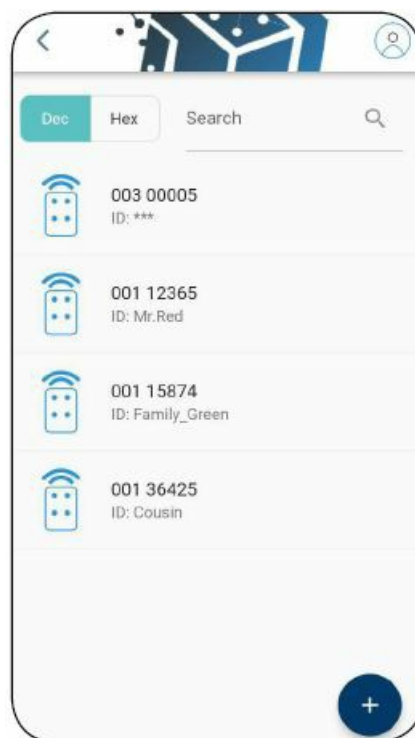 Dec
Hex
Search
003 00005
ID: ***
001 12365
ID: Mr.Red
001 15874
ID: Family_Green
001 36425
ID: Cousin
+